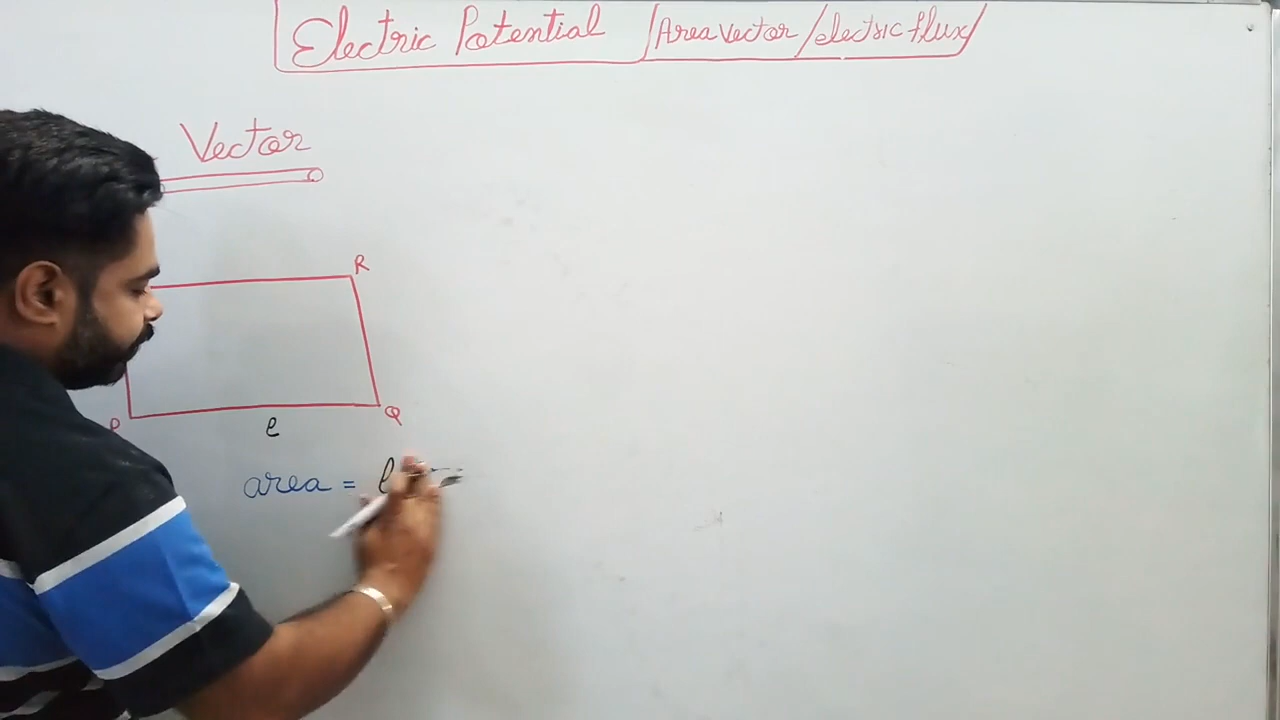 Electric Potential /Area vector/electric flux/
Vector
R
P
Q
l
area = l